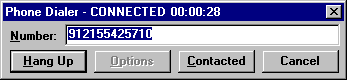 Phone Dialer - CONNECTED 00:00:28
Number: 912155425710
Hang Up Options Contacted Cancel